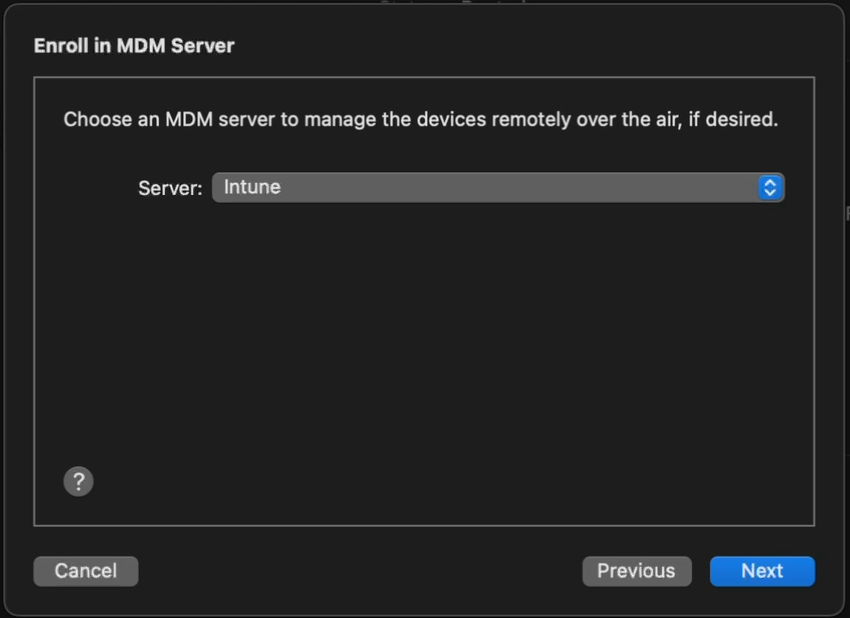 Enroll in MDM Server
Choose an MDM server to manage the devices remotely over the air, if desired.
Server: Intune
?
Cancel Previous Next